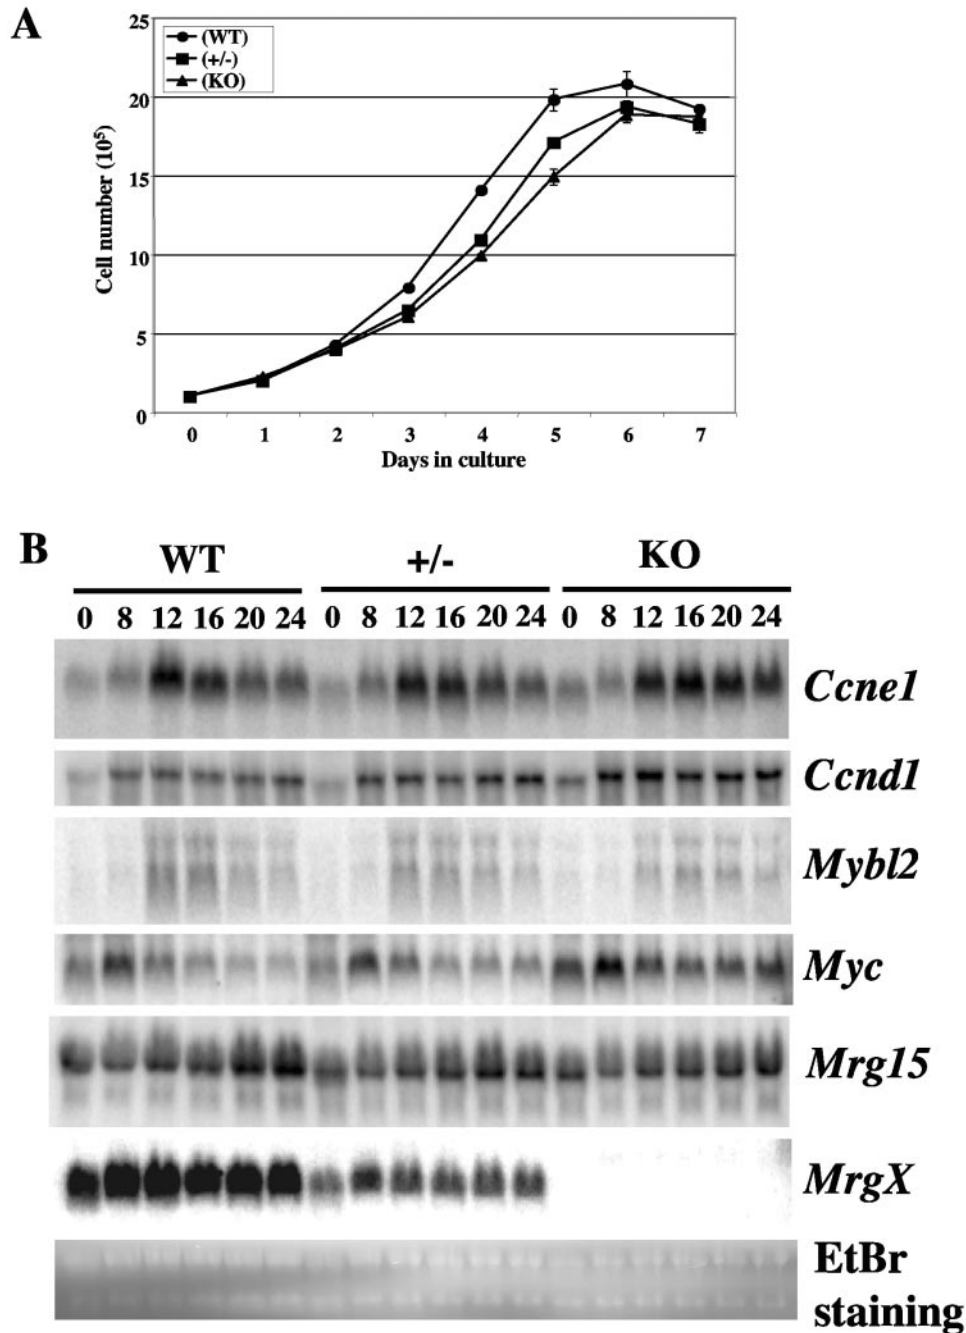 A
25
20
15
10
5
0
Cell number (10⁵)
(WT)
(+/-)
(KO)
0 1 2 3 4 5 6 7
Days in culture
B
WT +/- KO
0 8 12 16 20 24 0 8 12 16 20 24 0 8 12 16 20 24
Ccne1
Ccnd1
Mybl2
Myc
Mrg15
MrgX
EtBr
staining